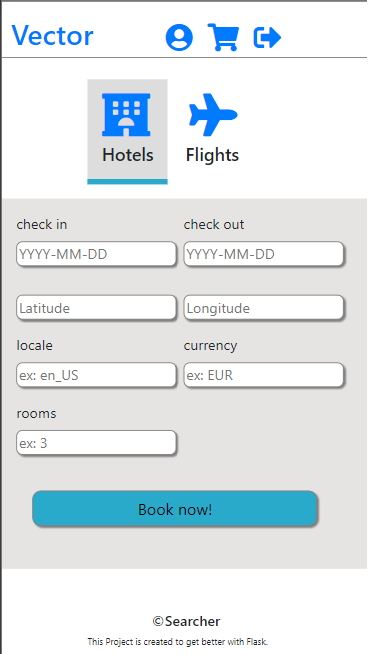 Vector
Hotels Flights
check in check out
YYYY-MM-DD YYYY-MM-DD
Latitude Longitude
locale currency
ex: en_US ex: EUR
rooms
ex: 3
Book now!
©Searcher
This Project is created to get better with Flask.